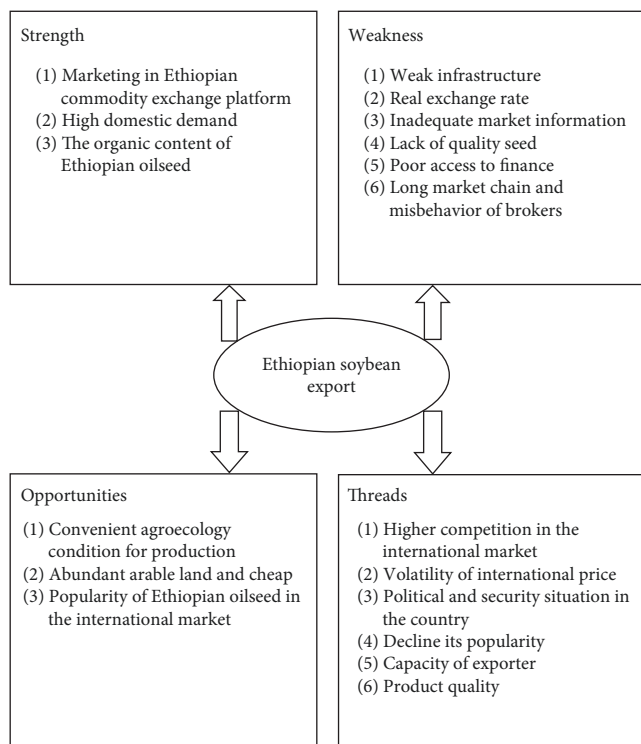 Strength
(1) Marketing in Ethiopian
commodity exchange platform
(2) High domestic demand
(3) The organic content of
Ethiopian oilseed
Weakness
(1) Weak infrastructure
(2) Real exchange rate
(3) Inadequate market information
(4) Lack of quality seed
(5) Poor access to finance
(6) Long market chain and
misbehavior of brokers
Ethiopian soybean
export
Opportunities
(1) Convenient agroecology
condition for production
(2) Abundant arable land and cheap
(3) Popularity of Ethiopian oilseed in
the international market
Threads
(1) Higher competition in the
international market
(2) Volatility of international price
(3) Political and security situation in
the country
(4) Decline its popularity
(5) Capacity of exporter
(6) Product quality